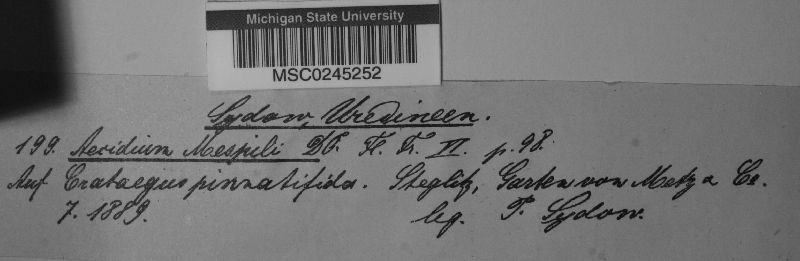 Michigan State University
MSC0245252
Sydow, Uredineen.
199. Aecidium Mespili DC. Fl. Fr. VI. p. 98.
Auf Crataegus pinnatifida. Steglitz, Garten von Metz & Co.
7. 1889. leg. P. Sydow.